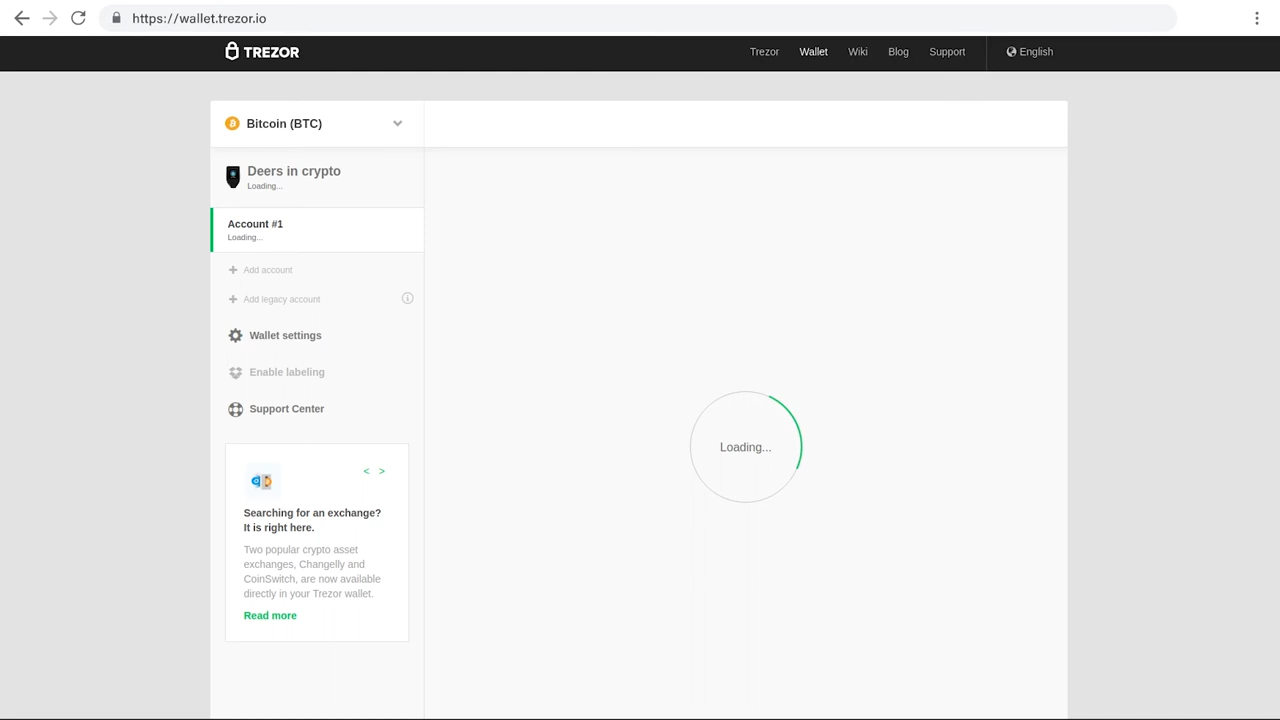 https://wallet.trezor.io
TREZOR
Trezor Wallet Wiki Blog Support English
Bitcoin (BTC)
Deers in crypto
Loading...
Account #1
Loading...
Add account
Add legacy account
Wallet settings
Enable labeling
Support Center
< >
Searching for an exchange?
It is right here.
Two popular crypto asset
exchanges, Changelly and
CoinSwitch, are now available
directly in your Trezor wallet.
Read more
Loading...